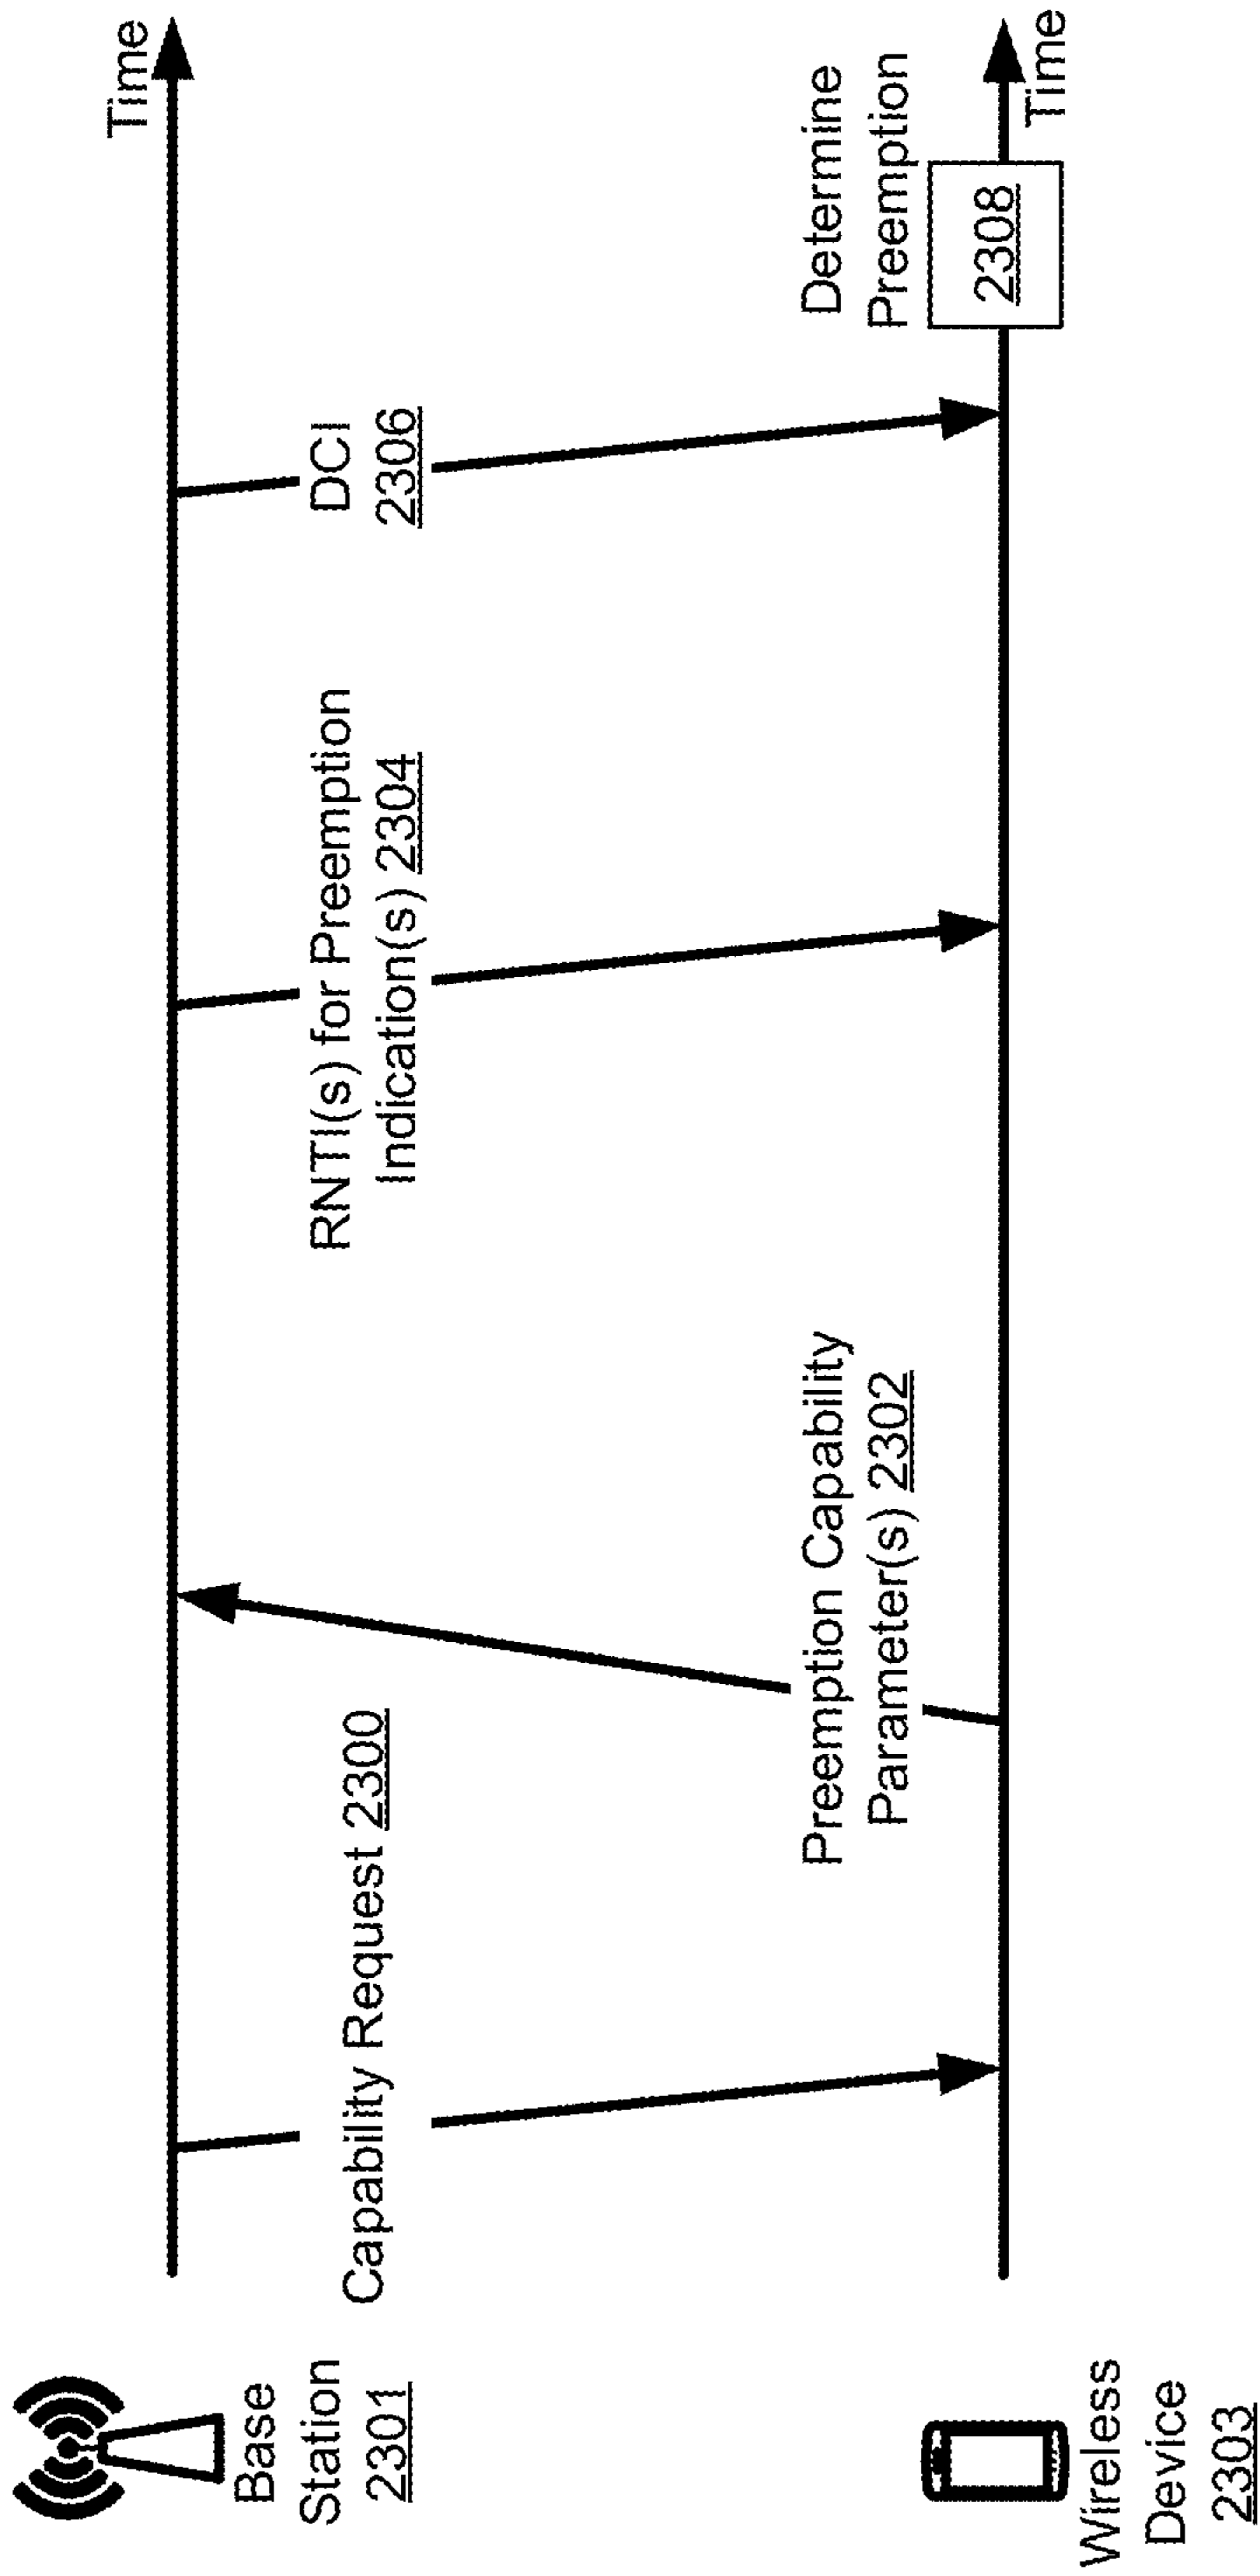 Base
Station
2301
Capability Request 2300
RNTI(s) for Preemption
Indication(s) 2304
DCI
2306
Time
Wireless
Device
2303
Preemption Capability
Parameter(s) 2302
Determine
Preemption
2308
Time